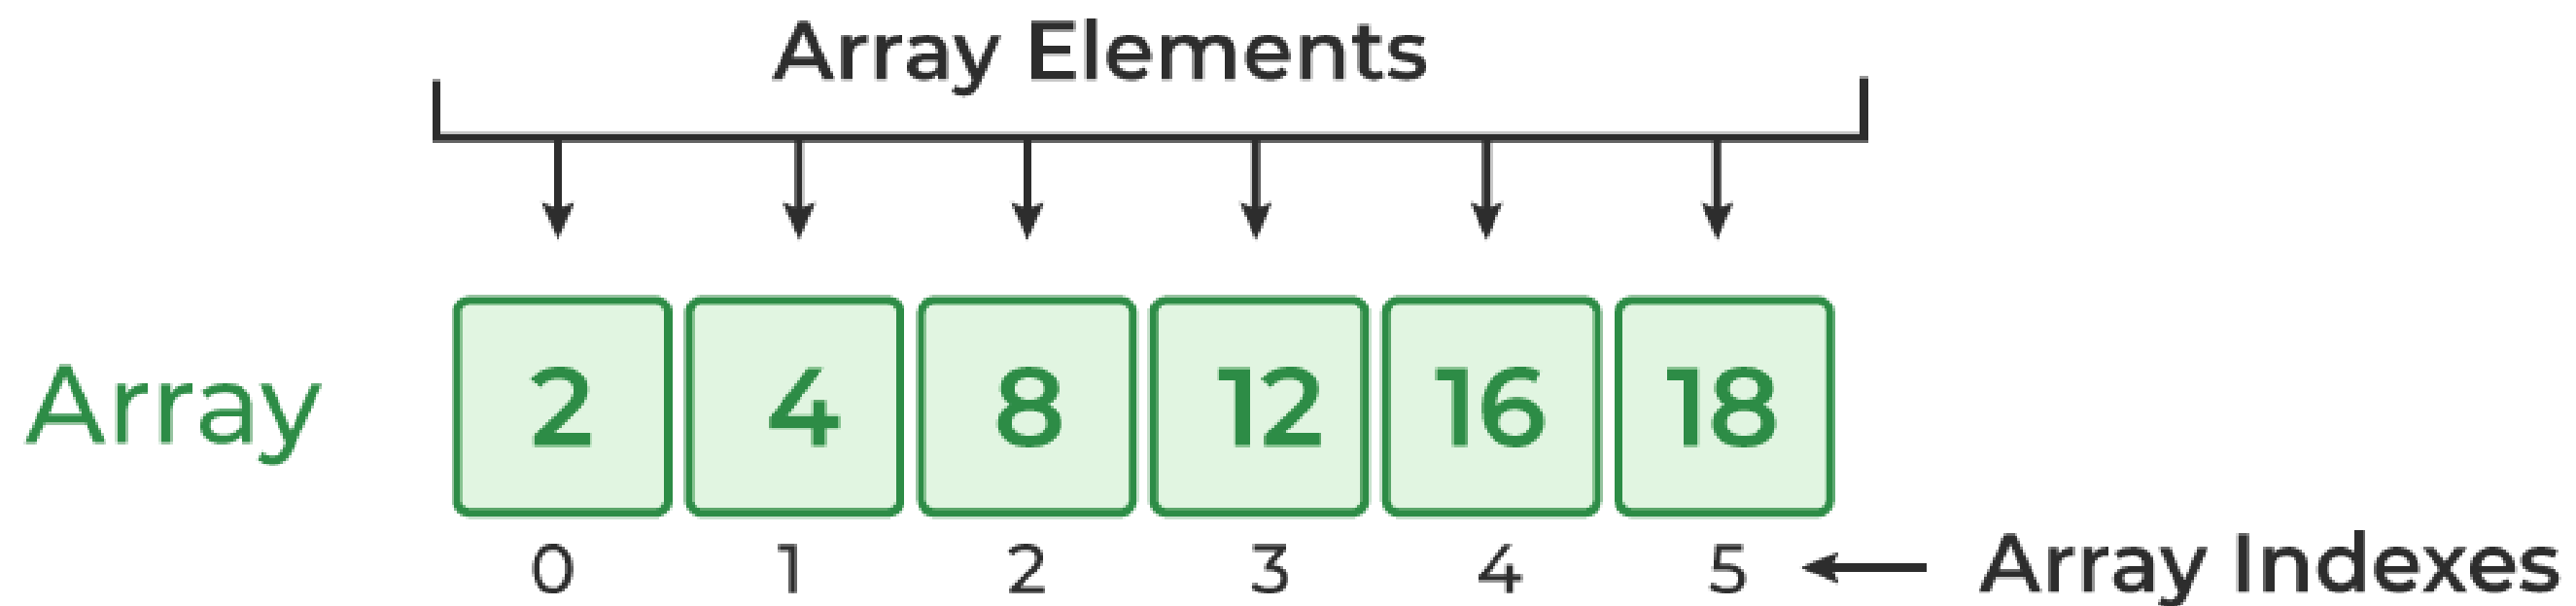 Array Elements
Array 2 4 8 12 16 18
0 1 2 3 4 5 Array Indexes